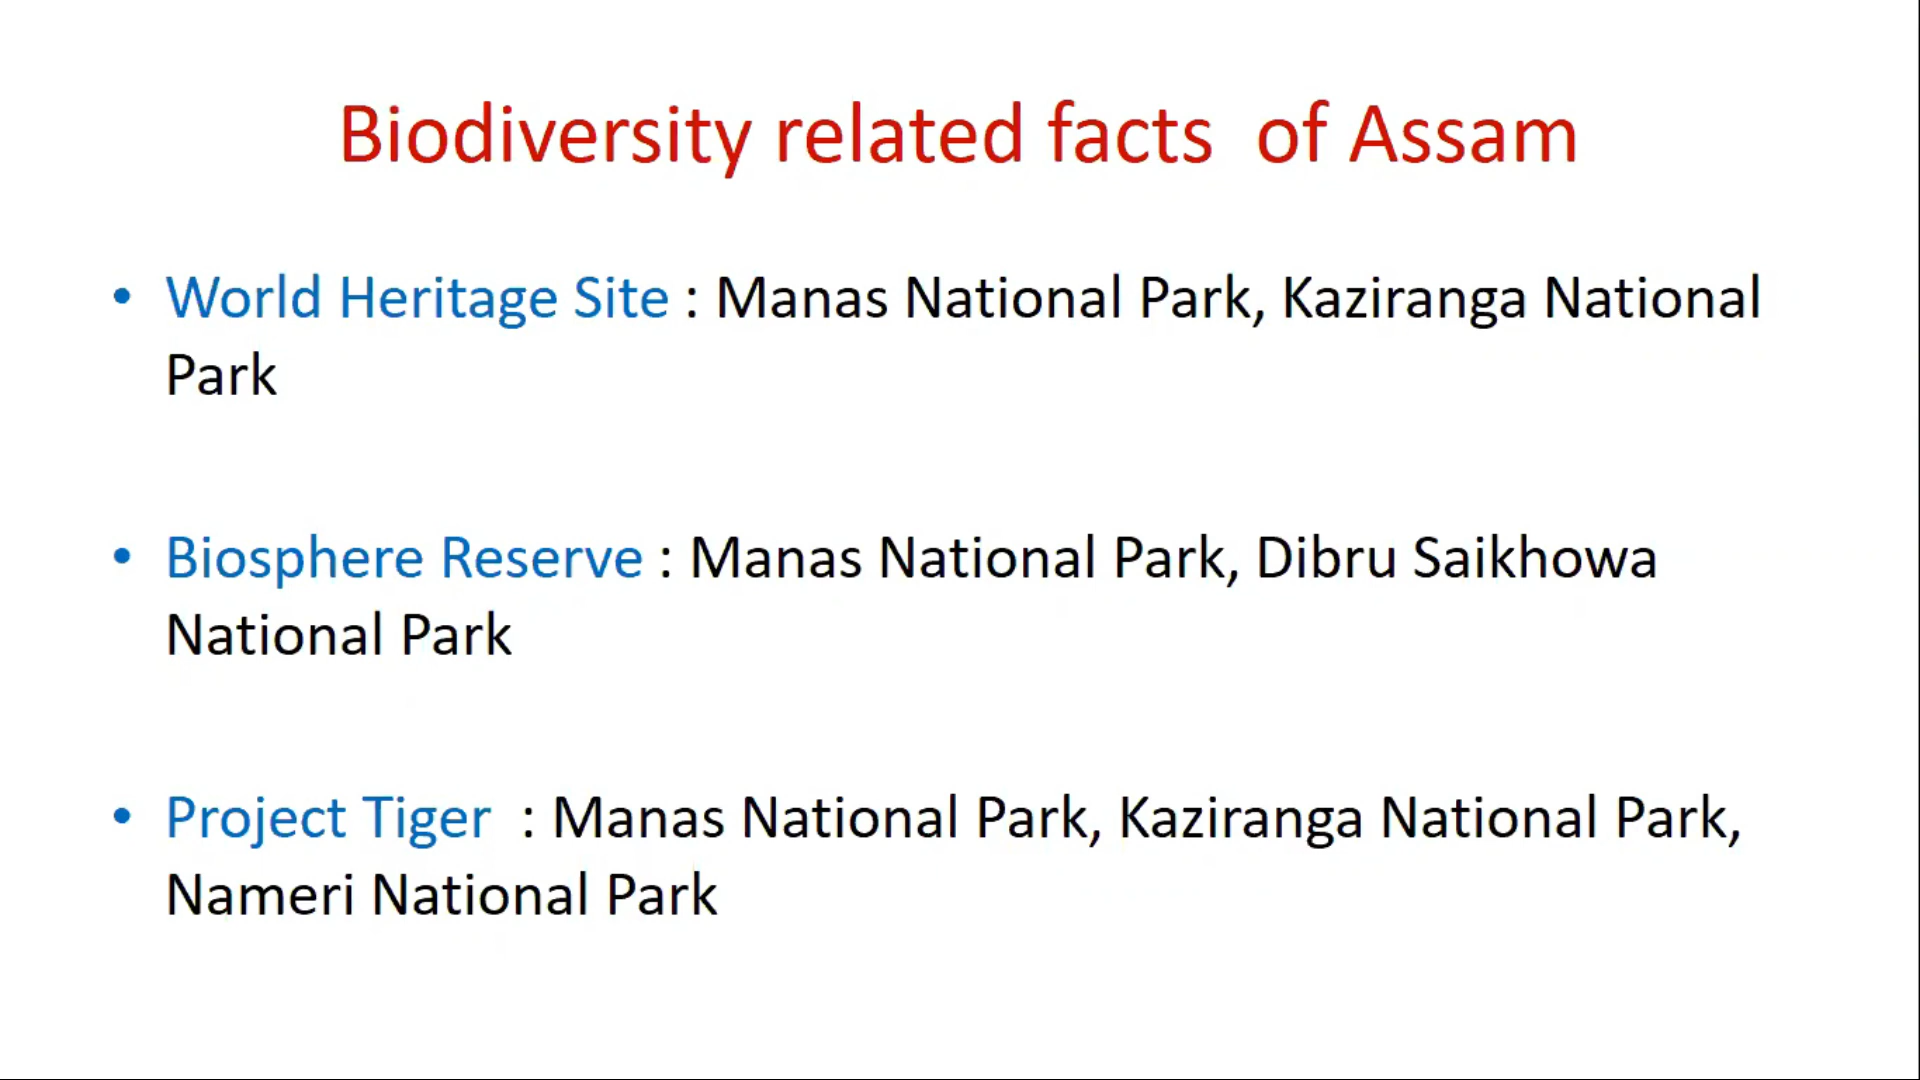 Biodiversity related facts of Assam
• World Heritage Site : Manas National Park, Kaziranga National
Park
• Biosphere Reserve : Manas National Park, Dibru Saikhowa
National Park
• Project Tiger : Manas National Park, Kaziranga National Park,
Nameri National Park